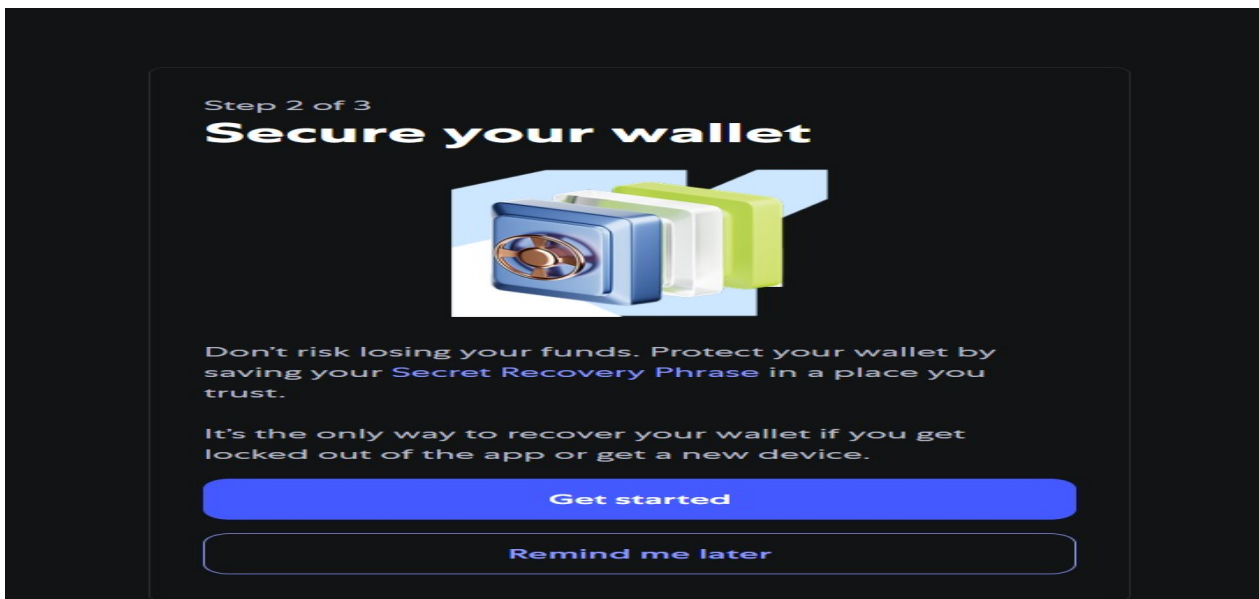 Step 2 of 3
Secure your wallet
Don't risk losing your funds. Protect your wallet by
saving your Secret Recovery Phrase in a place you
trust.
It's the only way to recover your wallet if you get
locked out of the app or get a new device.
Get started
Remind me later